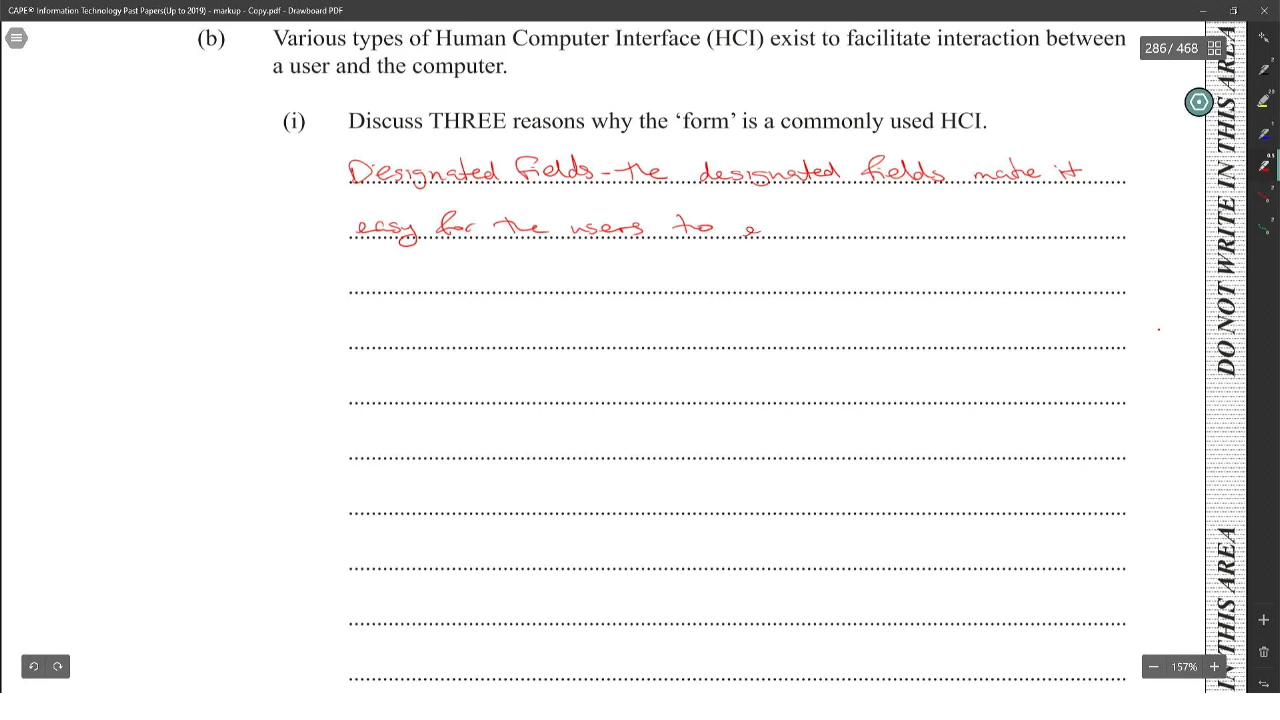 CAPE® Information Technology Past Papers(Up to 2019) - markup - Copy.pdf - Drawboard PDF
286 / 468
(b) Various types of Human Computer Interface (HCI) exist to facilitate interaction between
a user and the computer.
(i) Discuss THREE reasons why the ‘form’ is a commonly used HCI.
Designated Fields - the designated fields make it
easy for the users to e
DO NOT WRITE IN THIS AREA
IN THIS AREA
157%